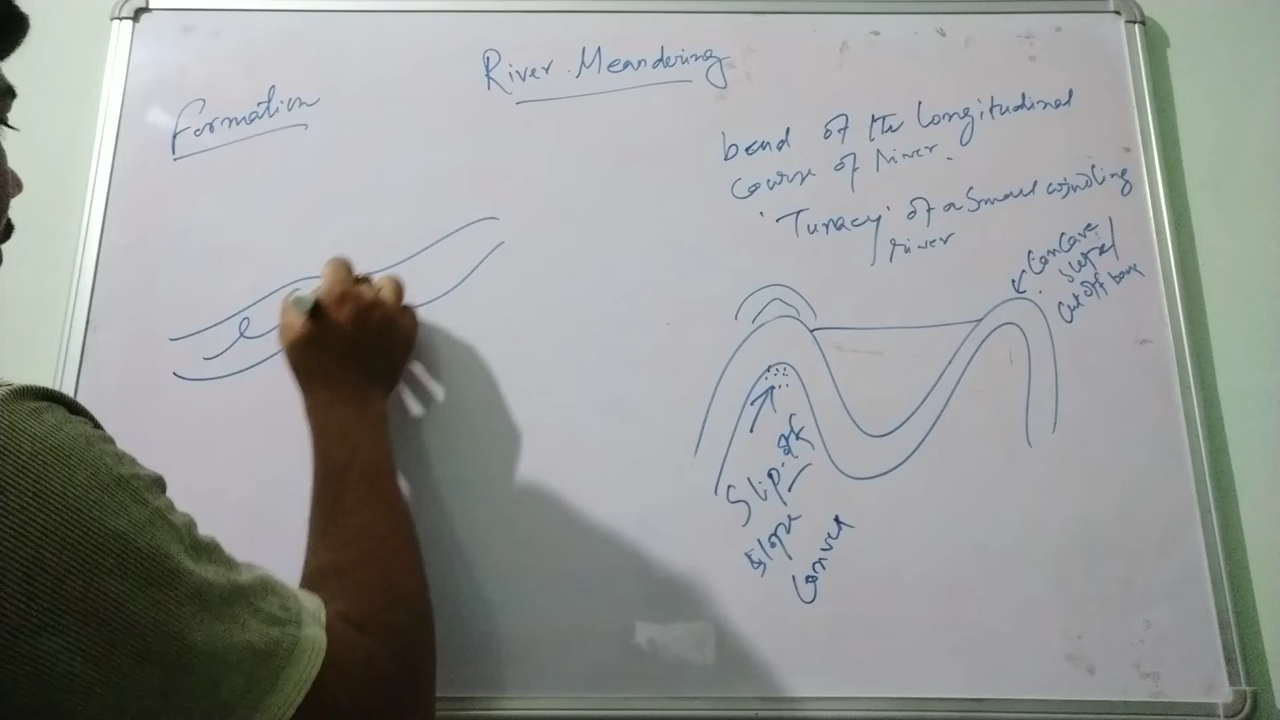 River Meandering
Formation
bend of the longitudinal
course of river.
'Turacy' of a small winding
river
Concave
slope/
cut off bank
Slip-off
slope
Convex